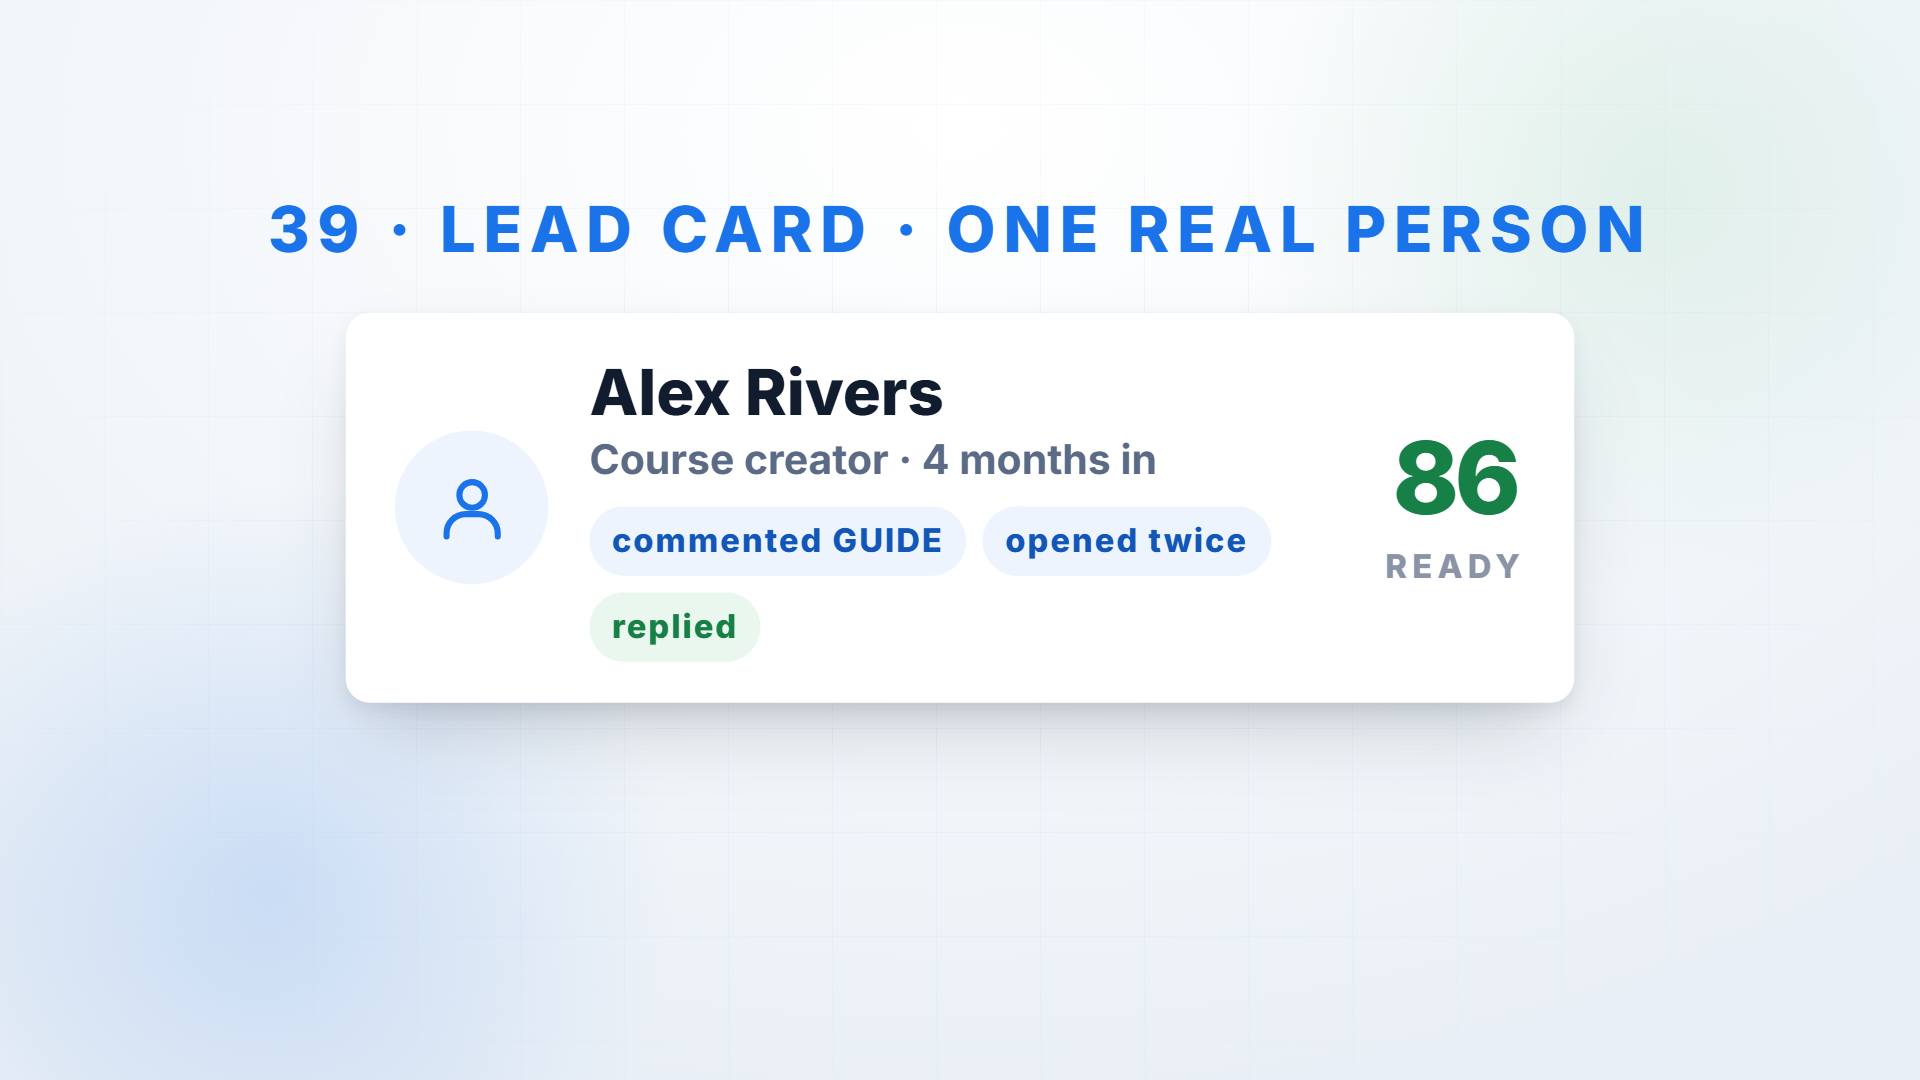 39 · LEAD CARD · ONE REAL PERSON
Alex Rivers
Course creator · 4 months in
commented GUIDE
opened twice
replied
86
READY